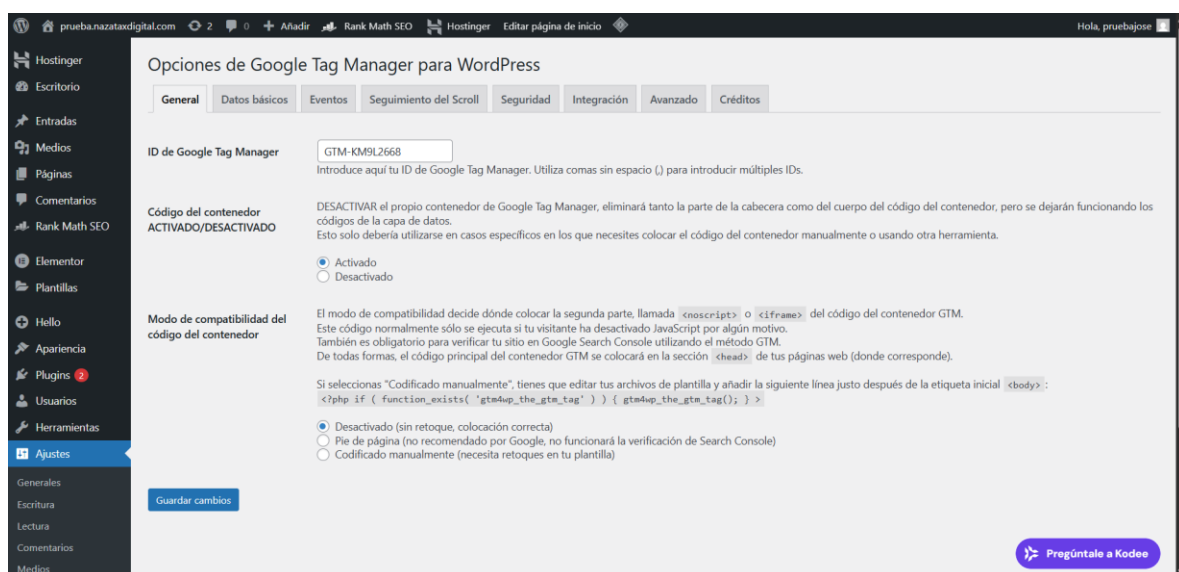 prueba.nazataxdigital.com 2 0 + Añadir Rank Math SEO Hostinger Editar página de inicio Hola, pruebajose
Hostinger
Escritorio
Entradas
Medios
Páginas
Comentarios
Rank Math SEO
Elementor
Plantillas
Hello
Apariencia
Plugins 2
Usuarios
Herramientas
Ajustes
Generales
Escritura
Lectura
Comentarios
Medios
Opciones de Google Tag Manager para WordPress
General Datos básicos Eventos Seguimiento del Scroll Seguridad Integración Avanzado Créditos
ID de Google Tag Manager
GTM-KM9L2668
Introduce aquí tu ID de Google Tag Manager. Utiliza comas sin espacio (,) para introducir múltiples IDs.
Código del contenedor
ACTIVADO/DESACTIVADO
DESACTIVAR el propio contenedor de Google Tag Manager, eliminará tanto la parte de la cabecera como del cuerpo del código del contenedor, pero se dejarán funcionando los
códigos de la capa de datos.
Esto solo debería utilizarse en casos específicos en los que necesites colocar el código del contenedor manualmente o usando otra herramienta.
Activado
Desactivado
Modo de compatibilidad del
código del contenedor
El modo de compatibilidad decide dónde colocar la segunda parte, llamada <noscript> o <iframe> del código del contenedor GTM.
Este código normalmente sólo se ejecuta si tu visitante ha desactivado JavaScript por algún motivo.
También es obligatorio para verificar tu sitio en Google Search Console utilizando el método GTM.
De todas formas, el código principal del contenedor GTM se colocará en la sección <head> de tus páginas web (donde corresponde).
Si seleccionas "Codificado manualmente", tienes que editar tus archivos de plantilla y añadir la siguiente línea justo después de la etiqueta inicial <body> :
<?php if ( function_exists( 'gtm4wp_the_gtm_tag' ) ) { gtm4wp_the_gtm_tag(); } >
Desactivado (sin retoque, colocación correcta)
Pie de página (no recomendado por Google, no funcionará la verificación de Search Console)
Codificado manualmente (necesita retoques en tu plantilla)
Guardar cambios
Pregúntale a Kodee